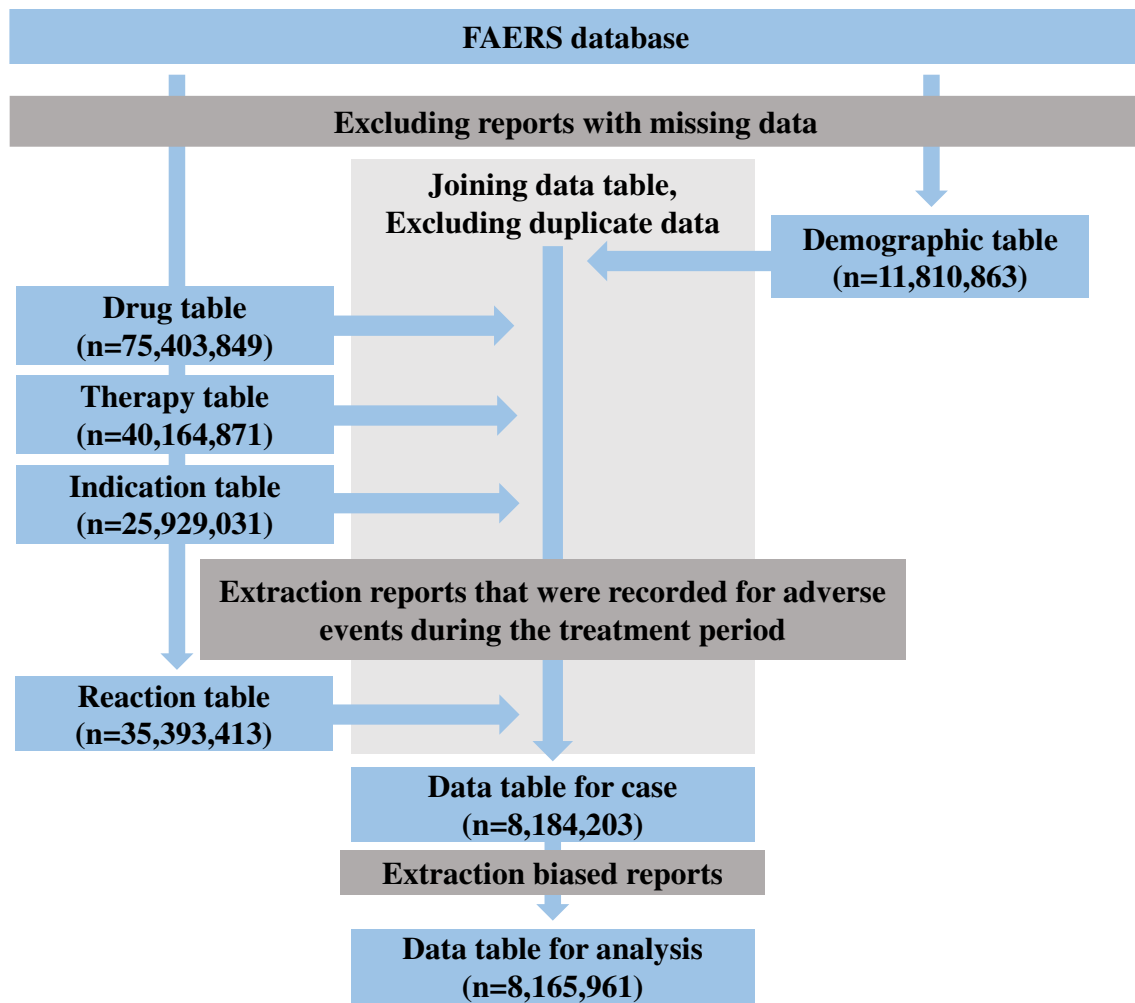 FAERS database
Excluding reports with missing data
Joining data table,
Excluding duplicate data
Demographic table
(n=11,810,863)
Drug table
(n=75,403,849)
Therapy table
(n=40,164,871)
Indication table
(n=25,929,031)
Extraction reports that were recorded for adverse
events during the treatment period
Reaction table
(n=35,393,413)
Data table for case
(n=8,184,203)
Extraction biased reports
Data table for analysis
(n=8,165,961)